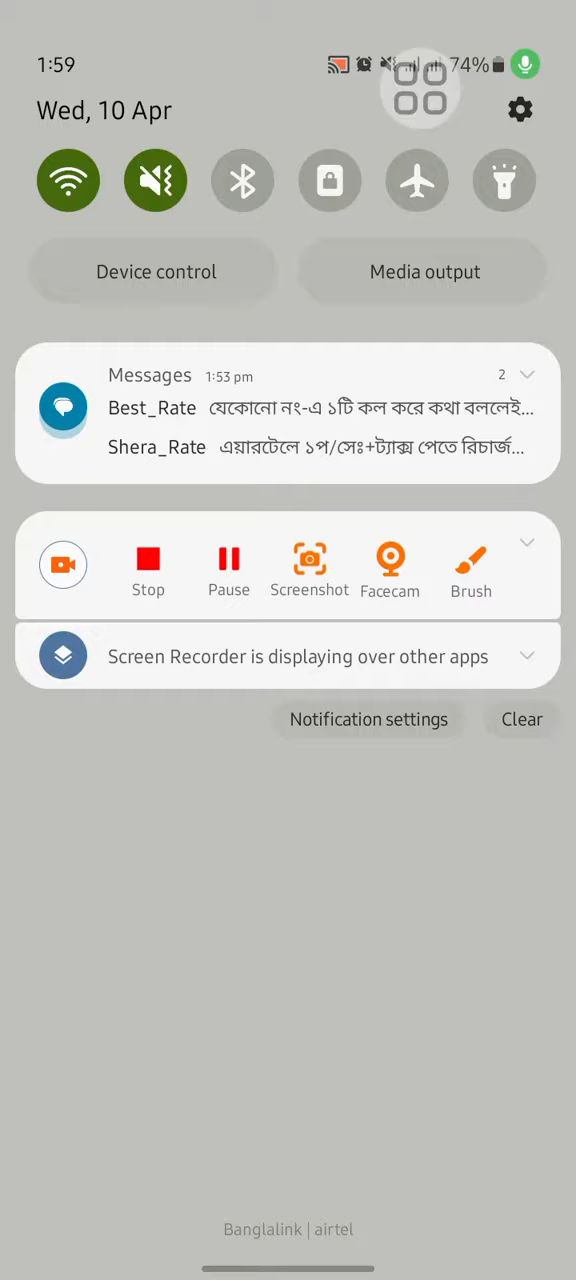 1:59
74%
Wed, 10 Apr
Device control
Media output
Messages 1:53 pm 2
Best_Rate যেকোনো নং-এ ১টি কল করে কথা বললেই...
Shera_Rate এয়ারটেলে ১প/সেঃ+ট্যাক্স পেতে রিচার্জ...
Stop
Pause
Screenshot
Facecam
Brush
Screen Recorder is displaying over other apps
Notification settings
Clear
Banglalink | airtel